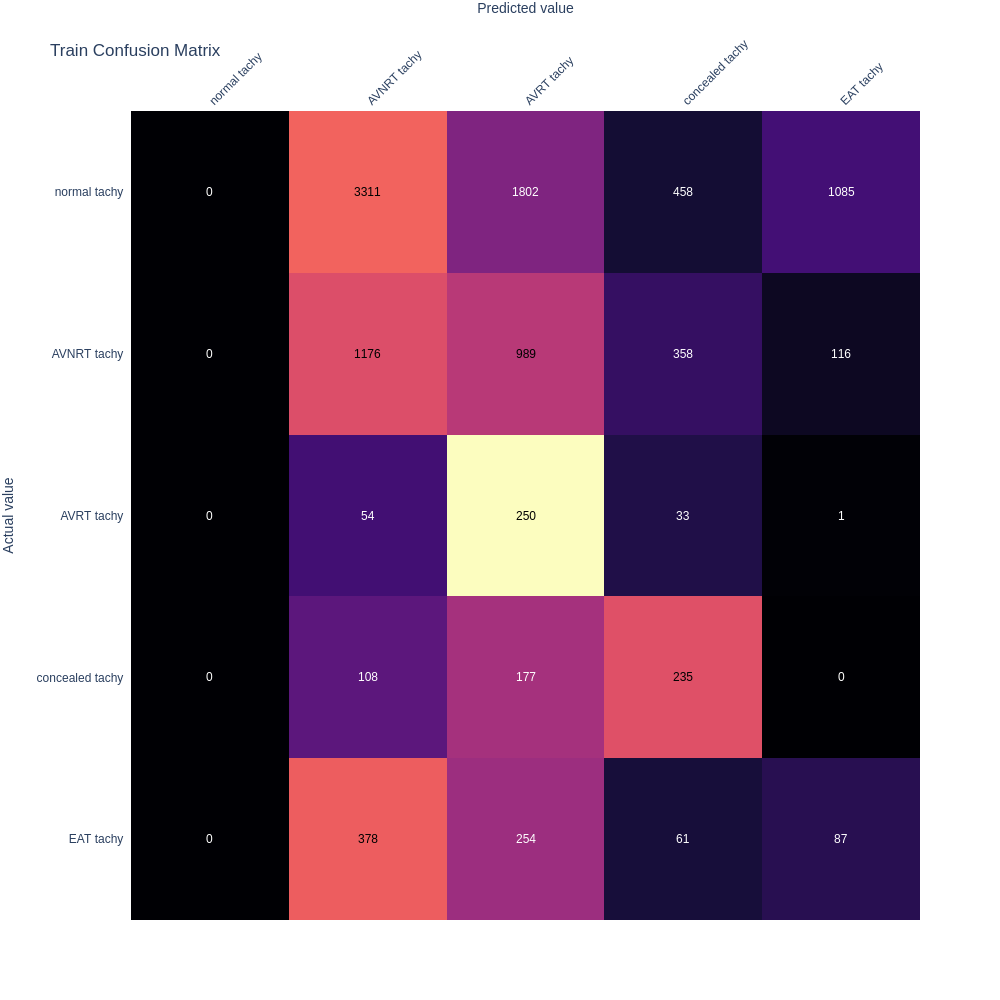 Predicted value
Train Confusion Matrix
normal tachy AVNRT tachy AVRT tachy concealed tachy EAT tachy
normal tachy 0 3311 1802 458 1085
AVNRT tachy 0 1176 989 358 116
Actual value
AVRT tachy 0 54 250 33 1
concealed tachy 0 108 177 235 0
EAT tachy 0 378 254 61 87